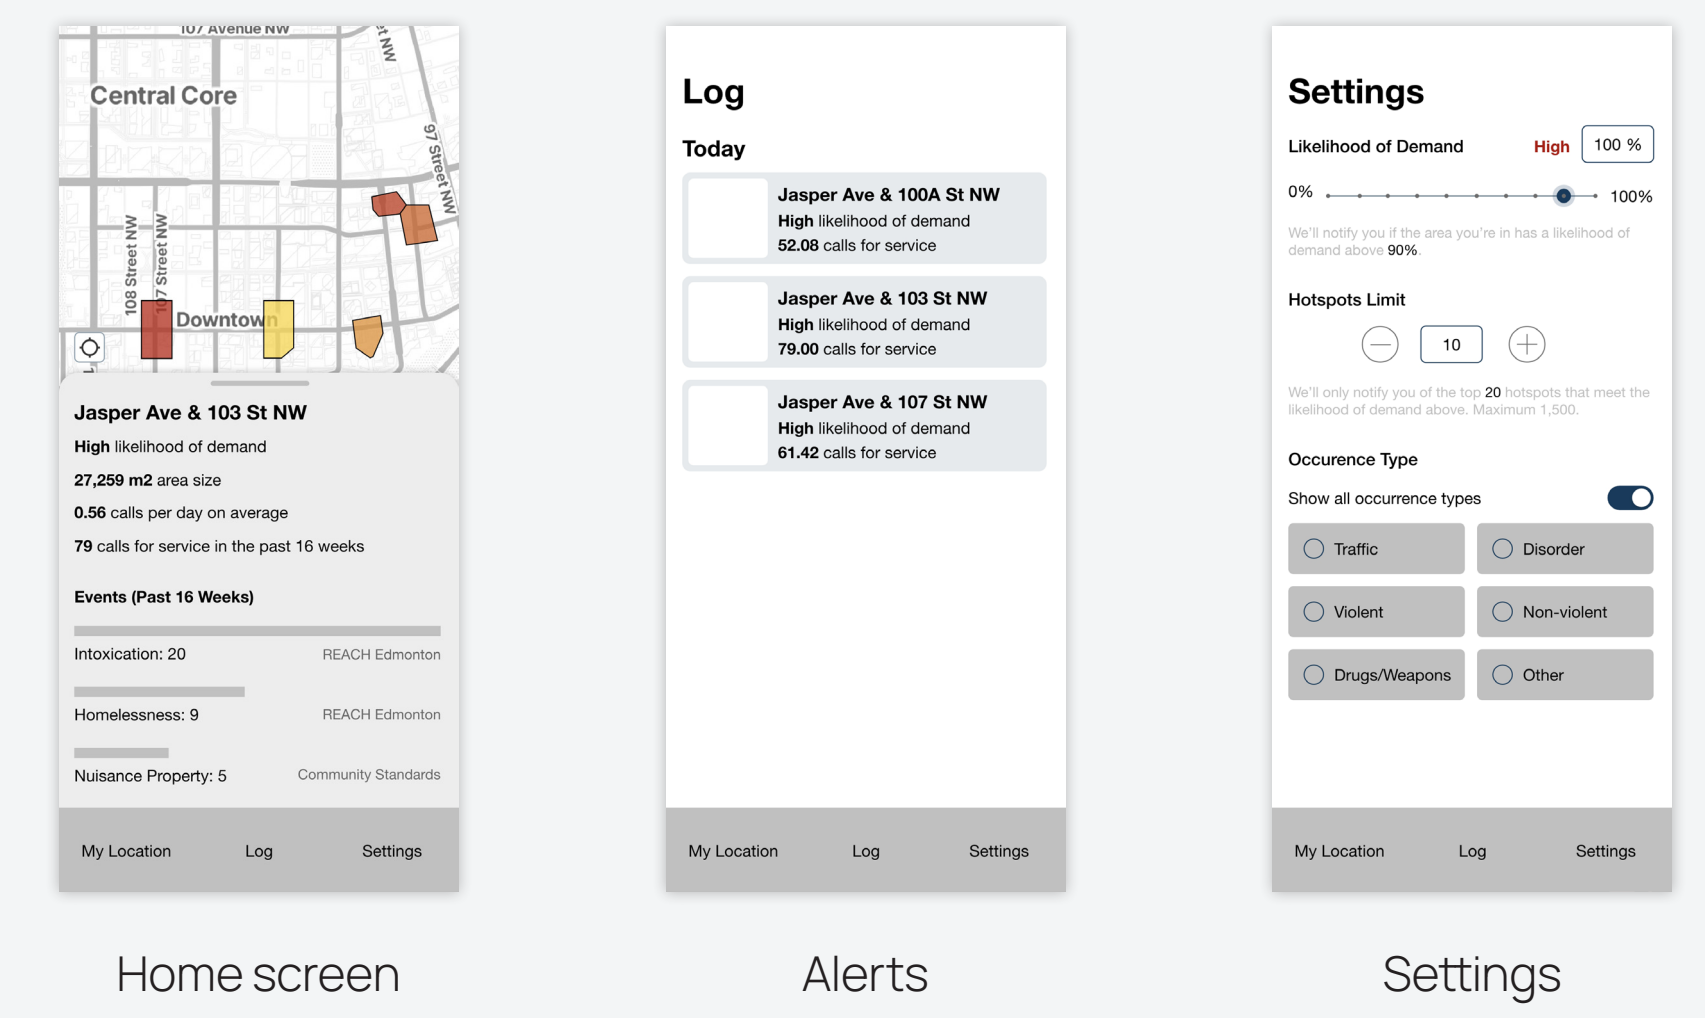 107 Avenue NW
et NW
Central Core
97 Street NW
108 Street NW
107 Street NW
Downtown
Jasper Ave & 103 St NW
High likelihood of demand
27,259 m2 area size
0.56 calls per day on average
79 calls for service in the past 16 weeks
Events (Past 16 Weeks)
Intoxication: 20 REACH Edmonton
Homelessness: 9 REACH Edmonton
Nuisance Property: 5 Community Standards
My Location Log Settings
Home screen
Log
Today
Jasper Ave & 100A St NW
High likelihood of demand
52.08 calls for service
Jasper Ave & 103 St NW
High likelihood of demand
79.00 calls for service
Jasper Ave & 107 St NW
High likelihood of demand
61.42 calls for service
My Location Log Settings
Alerts
Settings
Likelihood of Demand High 100 %
0% 100%
We'll notify you if the area you're in has a likelihood of
demand above 90%.
Hotspots Limit
10
We'll only notify you of the top 20 hotspots that meet the
likelihood of demand above. Maximum 1,500.
Occurence Type
Show all occurrence types
Traffic Disorder
Violent Non-violent
Drugs/Weapons Other
My Location Log Settings
Settings